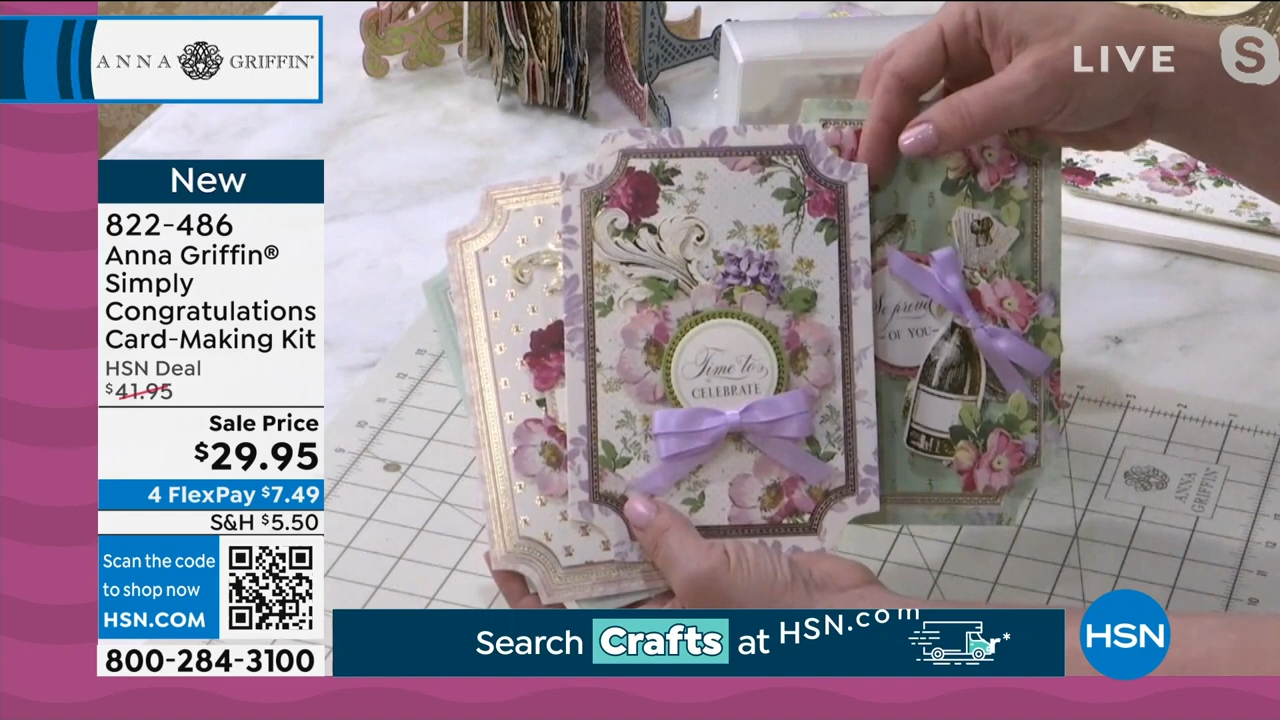 ANNA GRIFFIN®
LIVE
S
New
822-486
Anna Griffin®
Simply
Congratulations
Card-Making Kit
HSN Deal
$41.95
Sale Price
$29.95
4 FlexPay $7.49
S&H $5.50
Scan the code
to shop now
HSN.COM
800-284-3100
Time to
CELEBRATE
So proud
OF YOU
ANNA
GRIFFIN
Search Crafts at HSN.com
*
HSN